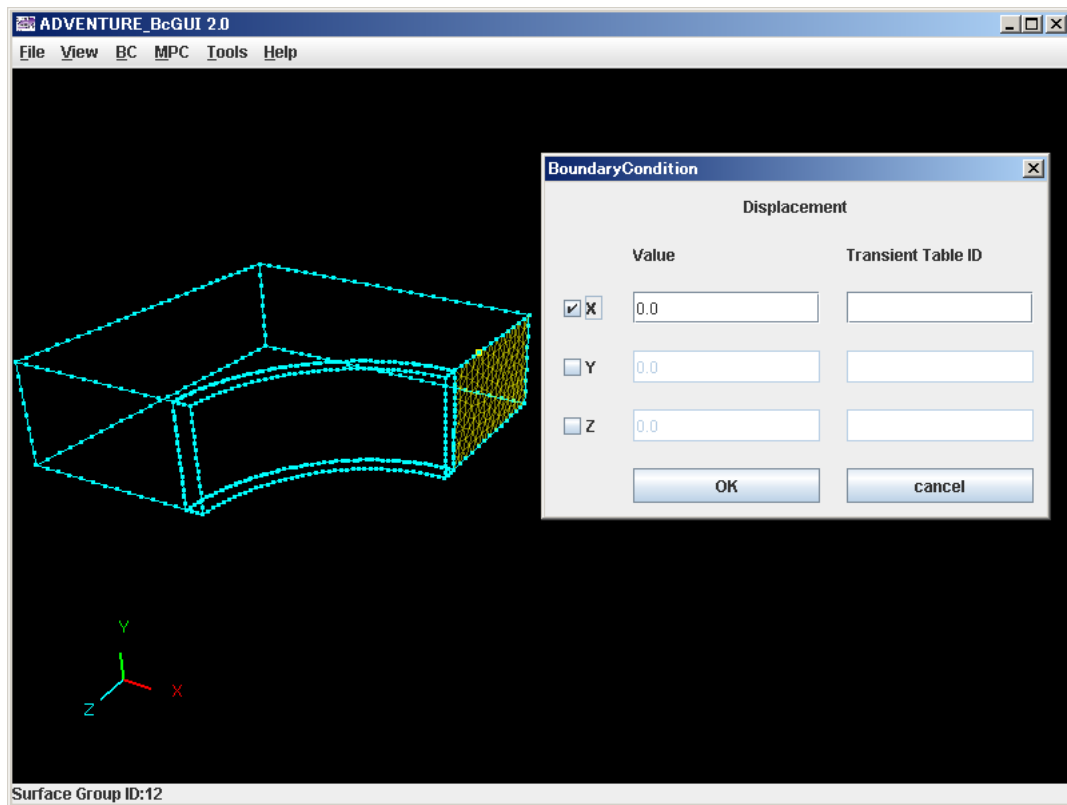 ADVENTURE_BcGUI 2.0
File View BC MPC Tools Help
BoundaryCondition
Displacement
Value Transient Table ID
X 0.0
Y 0.0
Z 0.0
OK cancel
Y
X
Z
Surface Group ID:12